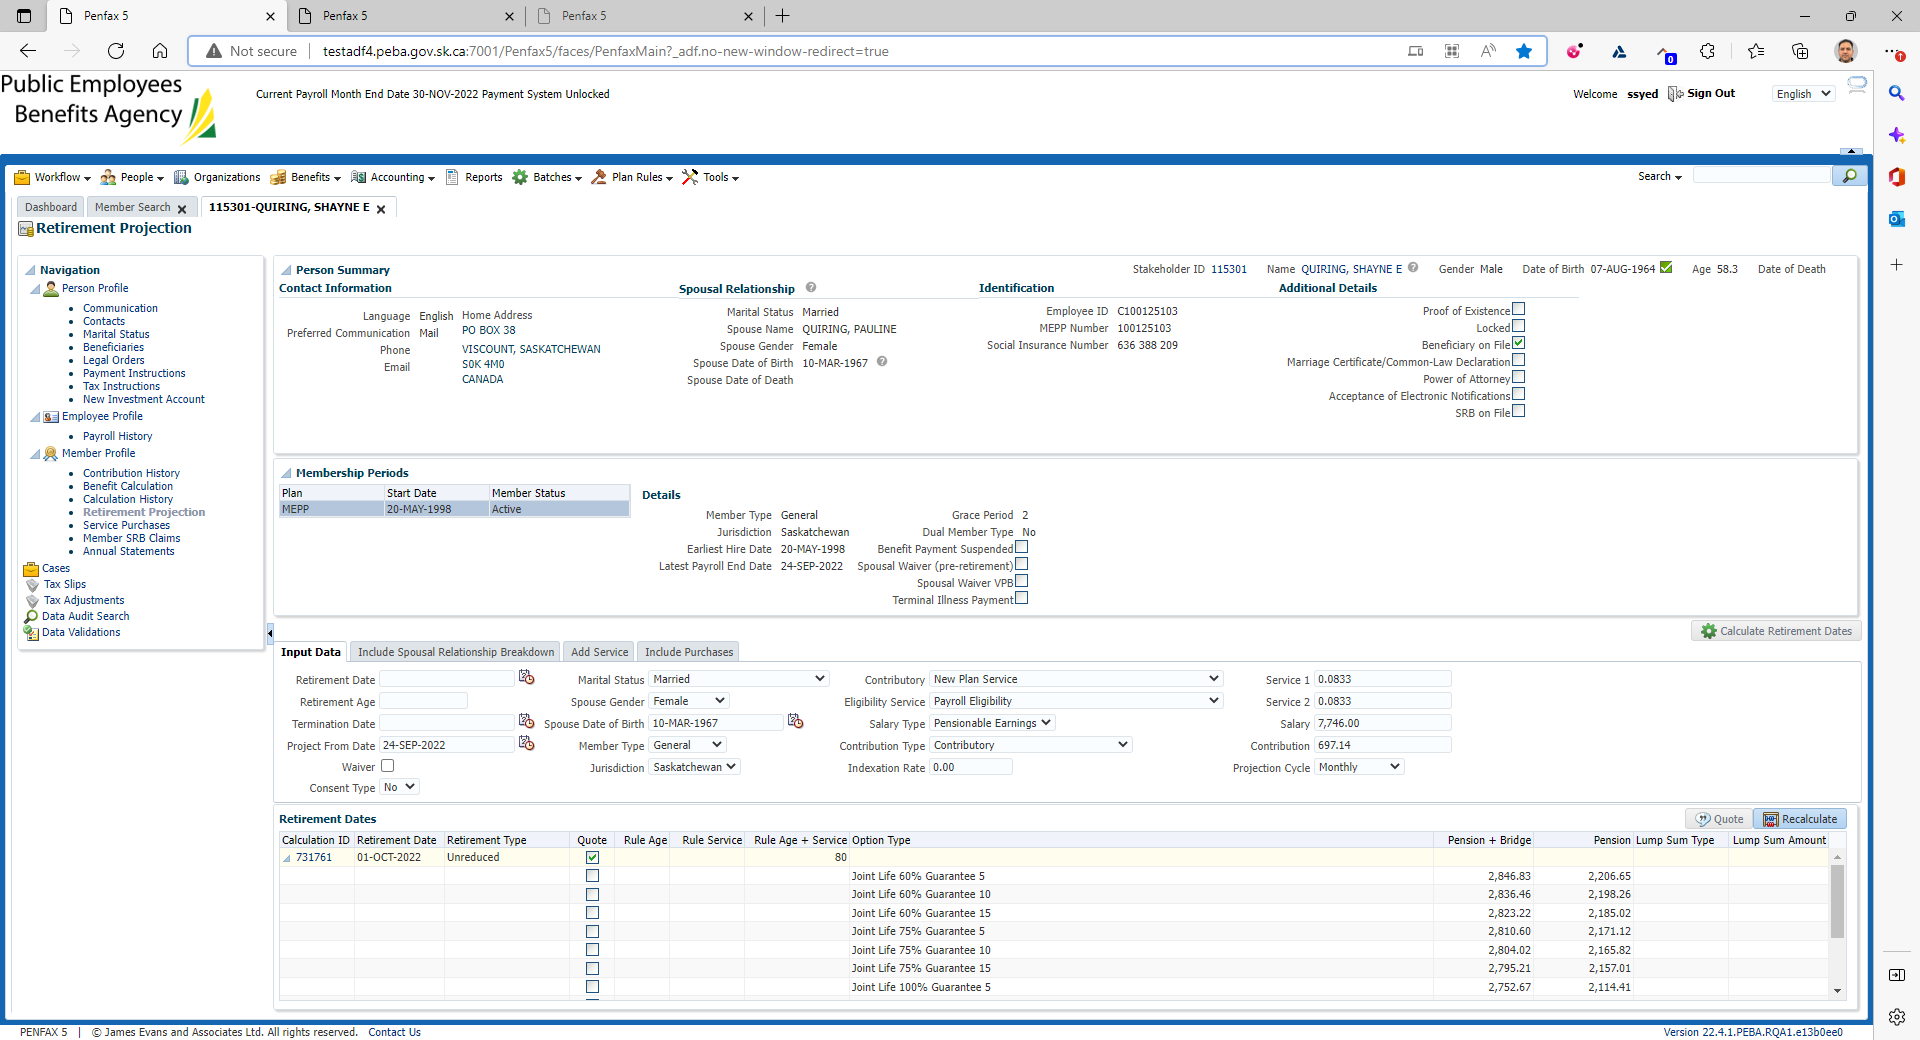 Penfax 5
Penfax 5
Penfax 5
Not secure
testadf4.peba.gov.sk.ca:7001/Penfax5/faces/PenfaxMain?_adf.no-new-window-redirect=true
0
1
Public Employees
Benefits Agency
Current Payroll Month End Date 30-NOV-2022 Payment System Unlocked
Welcome ssyed Sign Out English
Workflow People Organizations Benefits Accounting Reports Batches Plan Rules Tools Search
Dashboard Member Search 115301-QUIRING, SHAYNE E
Retirement Projection
Navigation
Person Profile
Communication
Contacts
Marital Status
Beneficiaries
Legal Orders
Payment Instructions
Tax Instructions
New Investment Account
Employee Profile
Payroll History
Member Profile
Contribution History
Benefit Calculation
Calculation History
Retirement Projection
Service Purchases
Member SRB Claims
Annual Statements
Cases
Tax Slips
Tax Adjustments
Data Audit Search
Data Validations
Person Summary
Stakeholder ID 115301 Name QUIRING, SHAYNE E Gender Male Date of Birth 07-AUG-1964 Age 58.3 Date of Death
Contact Information
Language English
Preferred Communication Mail
Phone
Email
Home Address
PO BOX 38
VISCOUNT, SASKATCHEWAN
S0K 4M0
CANADA
Spousal Relationship
Marital Status Married
Spouse Name QUIRING, PAULINE
Spouse Gender Female
Spouse Date of Birth 10-MAR-1967
Spouse Date of Death
Identification
Employee ID C100125103
MEPP Number 100125103
Social Insurance Number 636 388 209
Additional Details
Proof of Existence
Locked
Beneficiary on File
Marriage Certificate/Common-Law Declaration
Power of Attorney
Acceptance of Electronic Notifications
SRB on File
Membership Periods
Plan Start Date Member Status
MEPP 20-MAY-1998 Active
Details
Member Type General
Jurisdiction Saskatchewan
Earliest Hire Date 20-MAY-1998
Latest Payroll End Date 24-SEP-2022
Grace Period 2
Dual Member Type No
Benefit Payment Suspended
Spousal Waiver (pre-retirement)
Spousal Waiver VPB
Terminal Illness Payment
Calculate Retirement Dates
Input Data Include Spousal Relationship Breakdown Add Service Include Purchases
Retirement Date
Retirement Age
Termination Date
Project From Date 24-SEP-2022
Waiver
Consent Type No
Marital Status Married
Spouse Gender Female
Spouse Date of Birth 10-MAR-1967
Member Type General
Jurisdiction Saskatchewan
Contributory New Plan Service
Eligibility Service Payroll Eligibility
Salary Type Pensionable Earnings
Contribution Type Contributory
Indexation Rate 0.00
Service 1 0.0833
Service 2 0.0833
Salary 7,746.00
Contribution 697.14
Projection Cycle Monthly
Retirement Dates
Quote Recalculate
Calculation ID Retirement Date Retirement Type Quote Rule Age Rule Service Rule Age + Service Option Type Pension + Bridge Pension Lump Sum Type Lump Sum Amount
731761 01-OCT-2022 Unreduced 80
Joint Life 60% Guarantee 5 2,846.83 2,206.65
Joint Life 60% Guarantee 10 2,836.46 2,198.26
Joint Life 60% Guarantee 15 2,823.22 2,185.02
Joint Life 75% Guarantee 5 2,810.60 2,171.12
Joint Life 75% Guarantee 10 2,804.02 2,165.82
Joint Life 75% Guarantee 15 2,795.21 2,157.01
Joint Life 100% Guarantee 5 2,752.67 2,114.41
PENFAX 5 | © James Evans and Associates Ltd. All rights reserved. Contact Us
Version 22.4.1.PEBA.RQA1.e13b0ee0